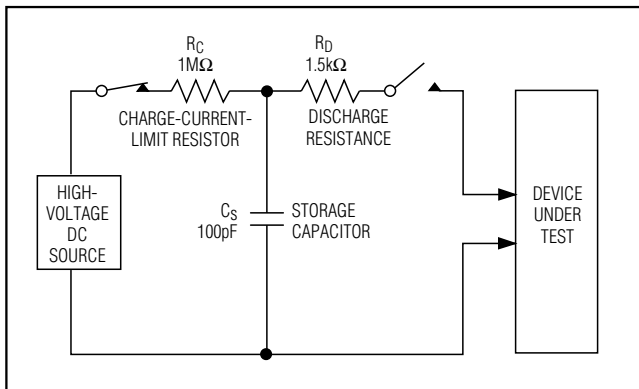 R_C
1MΩ
CHARGE-CURRENT-
LIMIT RESISTOR
R_D
1.5kΩ
DISCHARGE
RESISTANCE
HIGH-
VOLTAGE
DC
SOURCE
C_S
100pF
STORAGE
CAPACITOR
DEVICE
UNDER
TEST